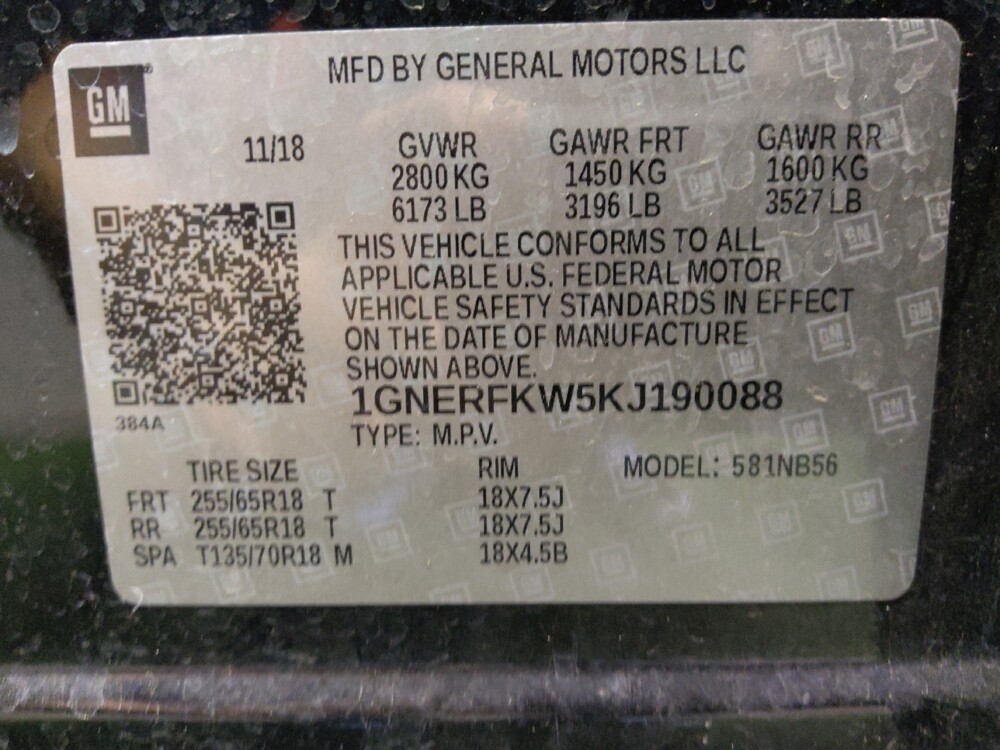 MFD BY GENERAL MOTORS LLC
GM
11/18
GVWR GAWR FRT GAWR RR
2800 KG 1450 KG 1600 KG
6173 LB 3196 LB 3527 LB
THIS VEHICLE CONFORMS TO ALL
APPLICABLE U.S. FEDERAL MOTOR
VEHICLE SAFETY STANDARDS IN EFFECT
ON THE DATE OF MANUFACTURE
SHOWN ABOVE.
1GNERFKW5KJ190088
384A
TYPE: M.P.V.
TIRE SIZE RIM MODEL: 581NB56
FRT 255/65R18 T 18X7.5J
RR 255/65R18 T 18X7.5J
SPA T135/70R18 M 18X4.5B